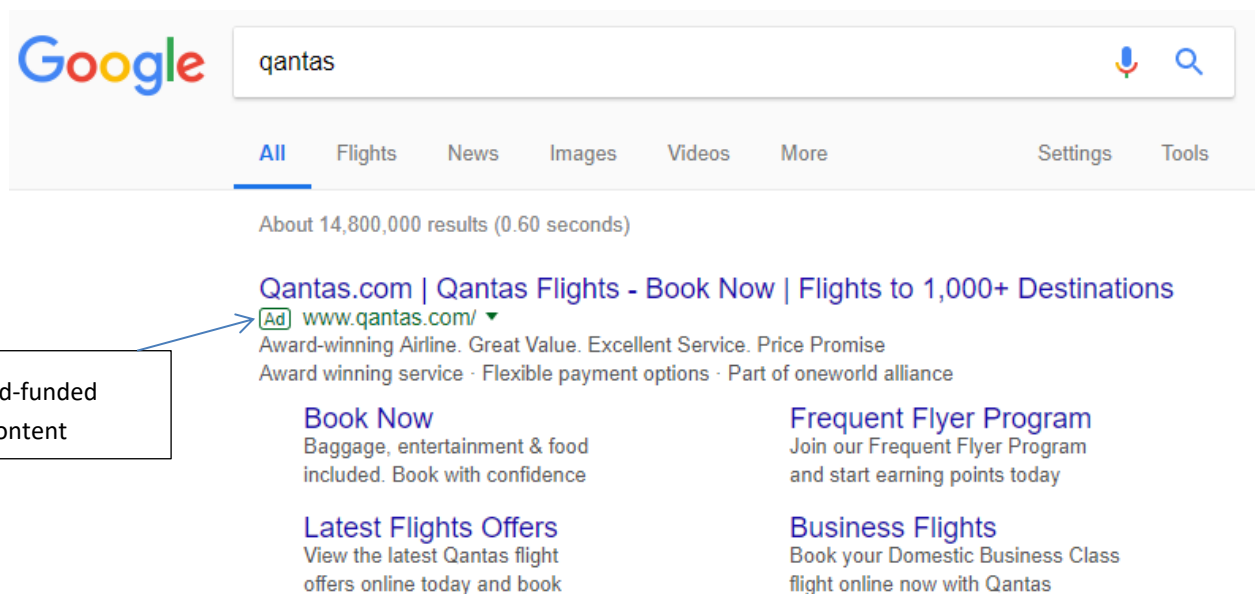 Google
qantas
All Flights News Images Videos More Settings Tools
About 14,800,000 results (0.60 seconds)
Qantas.com | Qantas Flights - Book Now | Flights to 1,000+ Destinations
Ad www.qantas.com/
Award-winning Airline. Great Value. Excellent Service. Price Promise
Award winning service · Flexible payment options · Part of oneworld alliance
d-funded
ontent
Book Now
Baggage, entertainment & food
included. Book with confidence
Frequent Flyer Program
Join our Frequent Flyer Program
and start earning points today
Latest Flights Offers
View the latest Qantas flight
offers online today and book
Business Flights
Book your Domestic Business Class
flight online now with Qantas